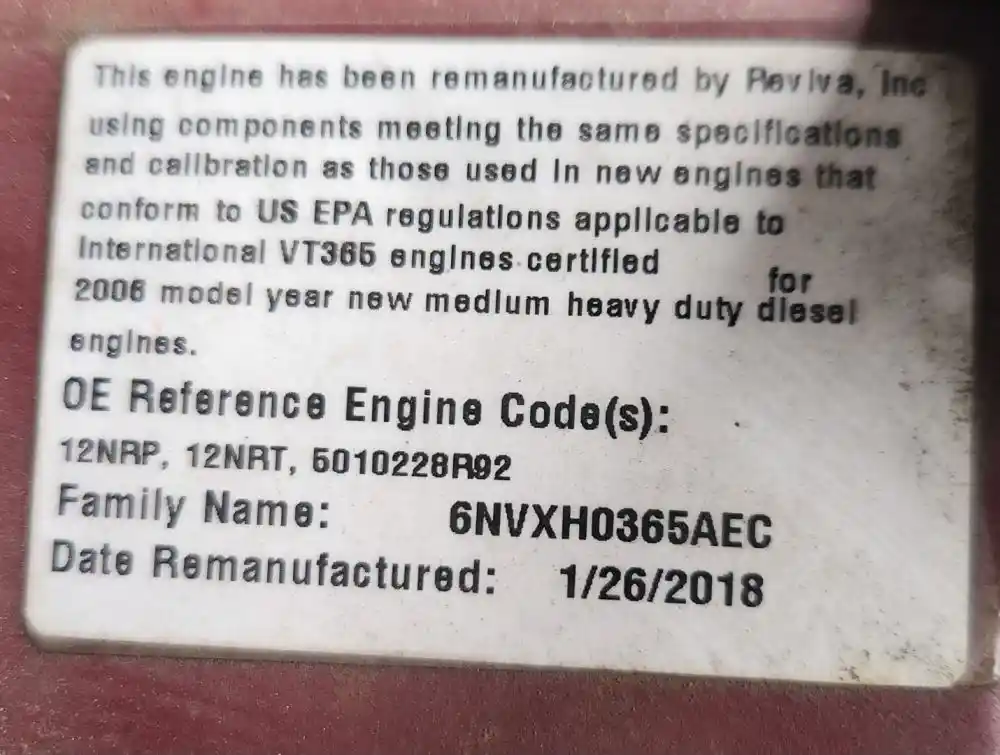 This engine has been remanufactured by Reviva, Inc
using components meeting the same specifications
and calibration as those used in new engines that
conform to US EPA regulations applicable to
International VT365 engines certified for
2006 model year new medium heavy duty diesel
engines.
OE Reference Engine Code(s):
12NRP, 12NRT, 5010228R92
Family Name: 6NVXH0365AEC
Date Remanufactured: 1/26/2018